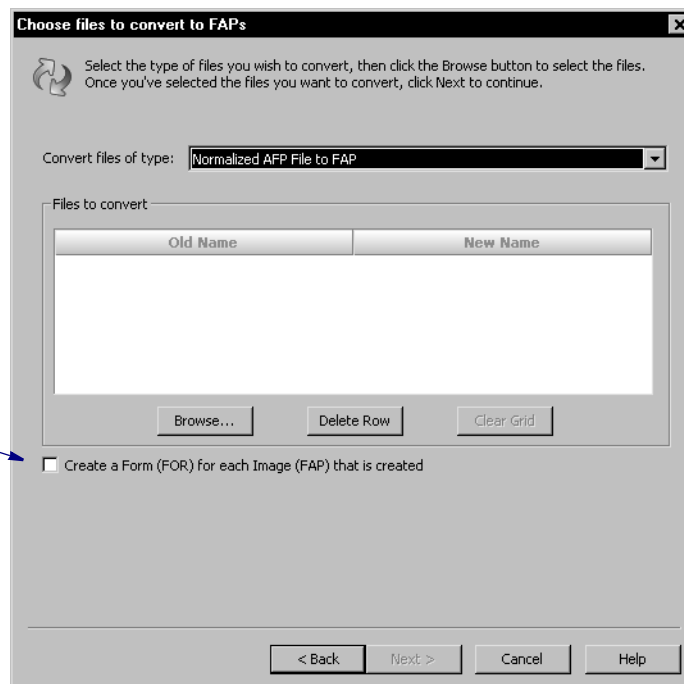 Choose files to convert to FAPs
Select the type of files you wish to convert, then click the Browse button to select the files.
Once you've selected the files you want to convert, click Next to continue.
Convert files of type: Normalized AFP File to FAP
Files to convert
Old Name New Name
Browse... Delete Row Clear Grid
Create a Form (FOR) for each Image (FAP) that is created
< Back Next > Cancel Help